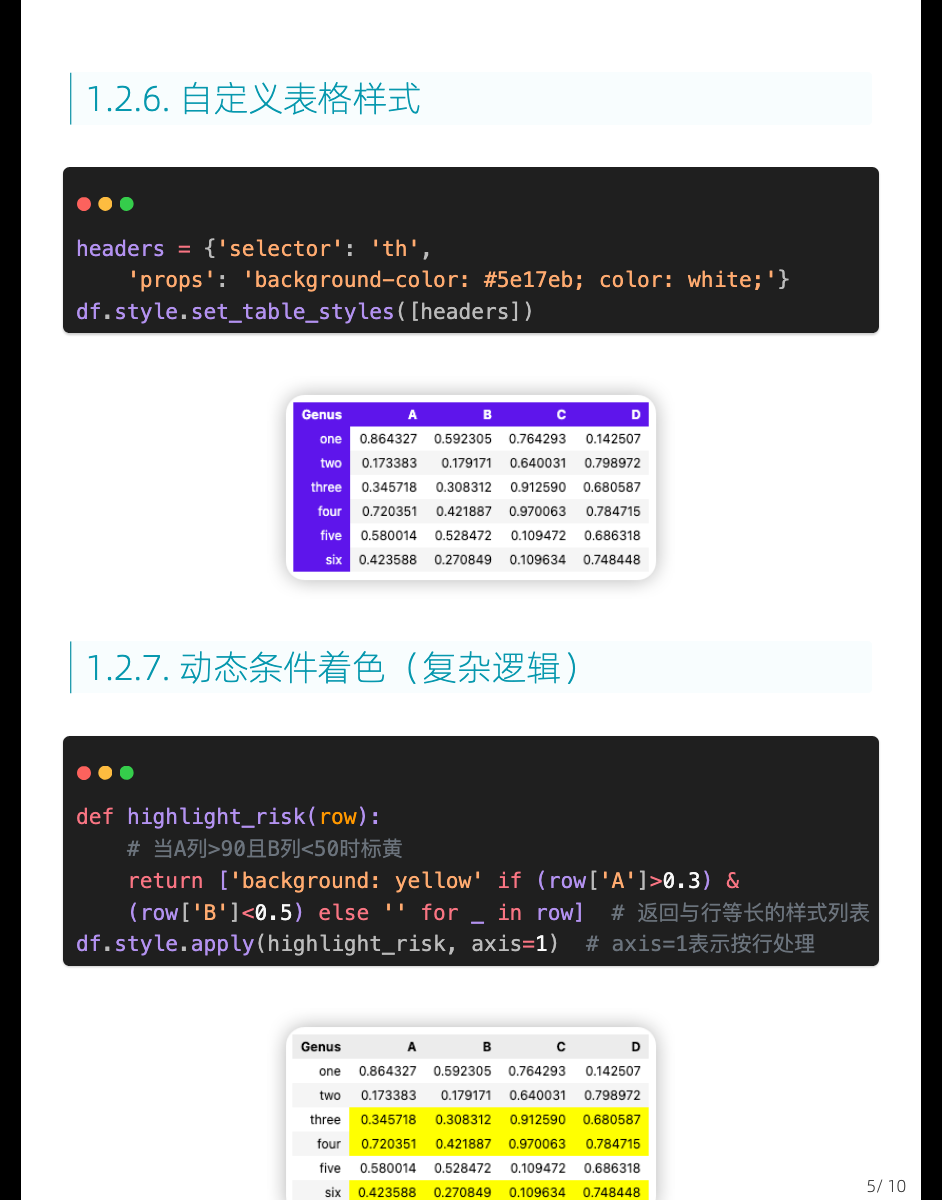 1.2.6. 自定义表格样式
headers = {'selector': 'th',
    'props': 'background-color: #5e17eb; color: white;'}
df.style.set_table_styles([headers])
Genus A B C D
one 0.864327 0.592305 0.764293 0.142507
two 0.173383 0.179171 0.640031 0.798972
three 0.345718 0.308312 0.912590 0.680587
four 0.720351 0.421887 0.970063 0.784715
five 0.580014 0.528472 0.109472 0.686318
six 0.423588 0.270849 0.109634 0.748448
1.2.7. 动态条件着色（复杂逻辑）
def highlight_risk(row):
    # 当A列>90且B列<50时标黄
    return ['background: yellow' if (row['A']>0.3) &
    (row['B']<0.5) else '' for _ in row]  # 返回与行等长的样式列表
df.style.apply(highlight_risk, axis=1)  # axis=1表示按行处理
Genus A B C D
one 0.864327 0.592305 0.764293 0.142507
two 0.173383 0.179171 0.640031 0.798972
three 0.345718 0.308312 0.912590 0.680587
four 0.720351 0.421887 0.970063 0.784715
five 0.580014 0.528472 0.109472 0.686318
six 0.423588 0.270849 0.109634 0.748448
5/ 10